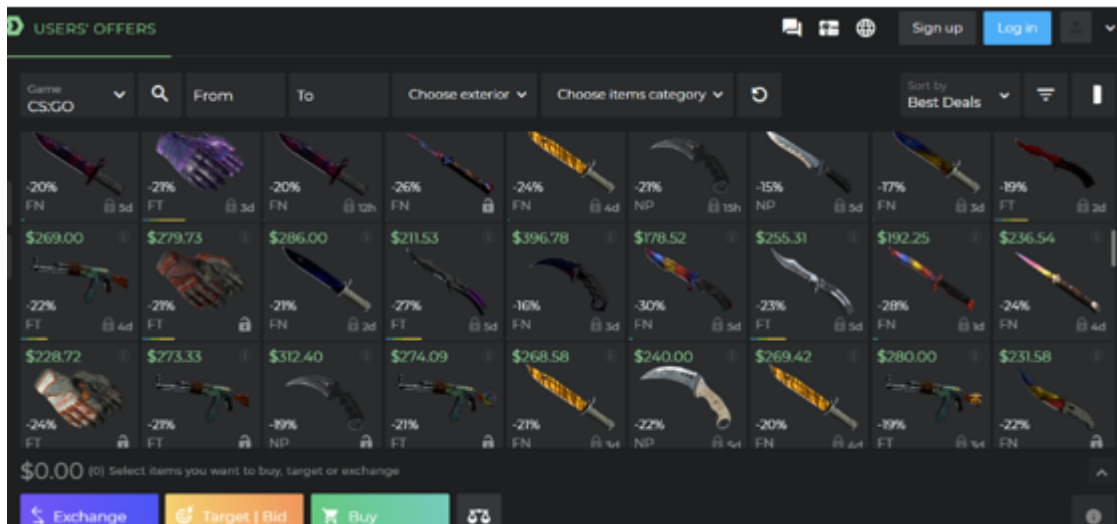 USERS' OFFERS
Sign up
Log in
Game
CS:GO
From
To
Choose exterior
Choose items category
Sort by
Best Deals
-20% -21% -20% -26% -24% -21% -15% -17% -19%
FN 5d FT 3d FN 12h FN FN 4d NP 15h NP 5d FN 3d FT 2d
$269.00 $279.73 $286.00 $211.53 $396.78 $178.52 $255.31 $192.25 $236.54
-22% -21% -21% -27% -16% -30% -23% -28% -24%
FT 4d FT FN 2d FT 5d FN 3d FN 5d FT 5d FN 1d FN 4d
$228.72 $273.33 $312.40 $274.09 $268.58 $240.00 $269.42 $280.00 $231.58
-24% -21% -19% -21% -21% -22% -20% -19% -22%
FT FT NP FT FN 3d NP 5d FN 4d FT 3d FN
$0.00 (0) Select items you want to buy, target or exchange
Exchange
Target | Bid
Buy